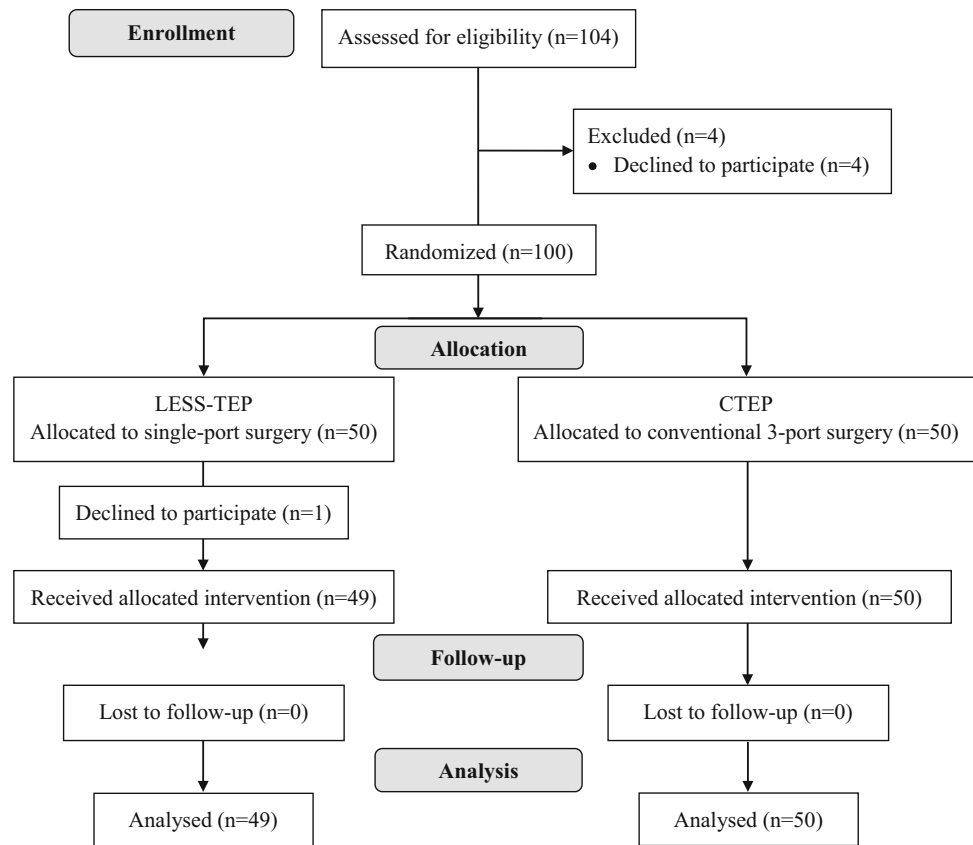 Enrollment
Assessed for eligibility (n=104)
Excluded (n=4)
• Declined to participate (n=4)
Randomized (n=100)
Allocation
LESS-TEP
Allocated to single-port surgery (n=50)
CTEP
Allocated to conventional 3-port surgery (n=50)
Declined to participate (n=1)
Received allocated intervention (n=49)
Received allocated intervention (n=50)
Follow-up
Lost to follow-up (n=0)
Lost to follow-up (n=0)
Analysis
Analysed (n=49)
Analysed (n=50)